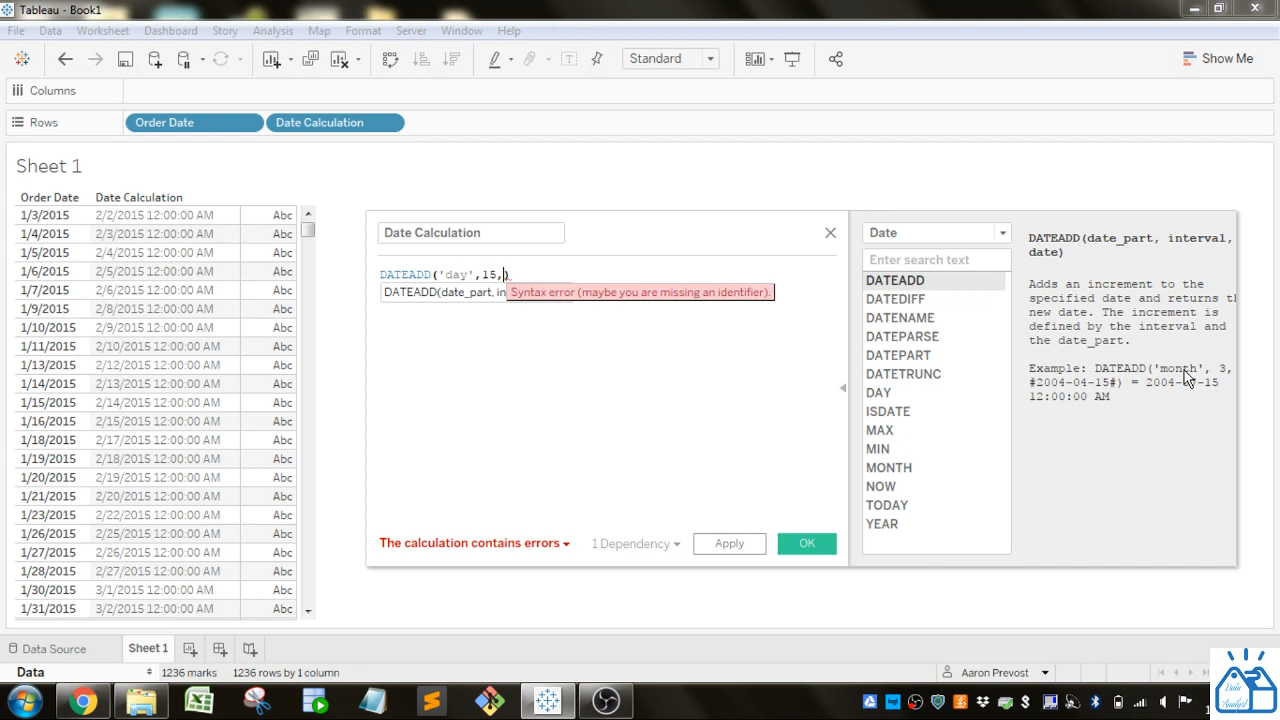 Tableau - Book1
File Data Worksheet Dashboard Story Analysis Map Format Server Window Help
Standard
Show Me
Columns
Rows Order Date Date Calculation
Sheet 1
Order Date Date Calculation
1/3/2015 2/2/2015 12:00:00 AM Abc
1/4/2015 2/3/2015 12:00:00 AM Abc
1/5/2015 2/4/2015 12:00:00 AM Abc
1/6/2015 2/5/2015 12:00:00 AM Abc
1/7/2015 2/6/2015 12:00:00 AM Abc
1/9/2015 2/8/2015 12:00:00 AM Abc
1/10/2015 2/9/2015 12:00:00 AM Abc
1/11/2015 2/10/2015 12:00:00 AM Abc
1/13/2015 2/12/2015 12:00:00 AM Abc
1/14/2015 2/13/2015 12:00:00 AM Abc
1/15/2015 2/14/2015 12:00:00 AM Abc
1/16/2015 2/15/2015 12:00:00 AM Abc
1/18/2015 2/17/2015 12:00:00 AM Abc
1/19/2015 2/18/2015 12:00:00 AM Abc
1/20/2015 2/19/2015 12:00:00 AM Abc
1/21/2015 2/20/2015 12:00:00 AM Abc
1/23/2015 2/22/2015 12:00:00 AM Abc
1/26/2015 2/25/2015 12:00:00 AM Abc
1/27/2015 2/26/2015 12:00:00 AM Abc
1/28/2015 2/27/2015 12:00:00 AM Abc
1/30/2015 3/1/2015 12:00:00 AM Abc
1/31/2015 3/2/2015 12:00:00 AM Abc
Date Calculation
DATEADD('day',15,)
DATEADD(date_part, in
Syntax error (maybe you are missing an identifier).
The calculation contains errors
1 Dependency
Apply
OK
Date
Enter search text
DATEADD
DATEDIFF
DATENAME
DATEPARSE
DATEPART
DATETRUNC
DAY
ISDATE
MAX
MIN
MONTH
NOW
TODAY
YEAR
DATEADD(date_part, interval,
date)
Adds an increment to the
specified date and returns
new date. The increment is
defined by the interval and
the date_part.
Example: DATEADD('month', 3,
#2004-04-15#) = 2004- -15
12:00:00 AM
Data Source Sheet 1
Data 1236 marks 1236 rows by 1 column Aaron Prevost
Data
Analyst